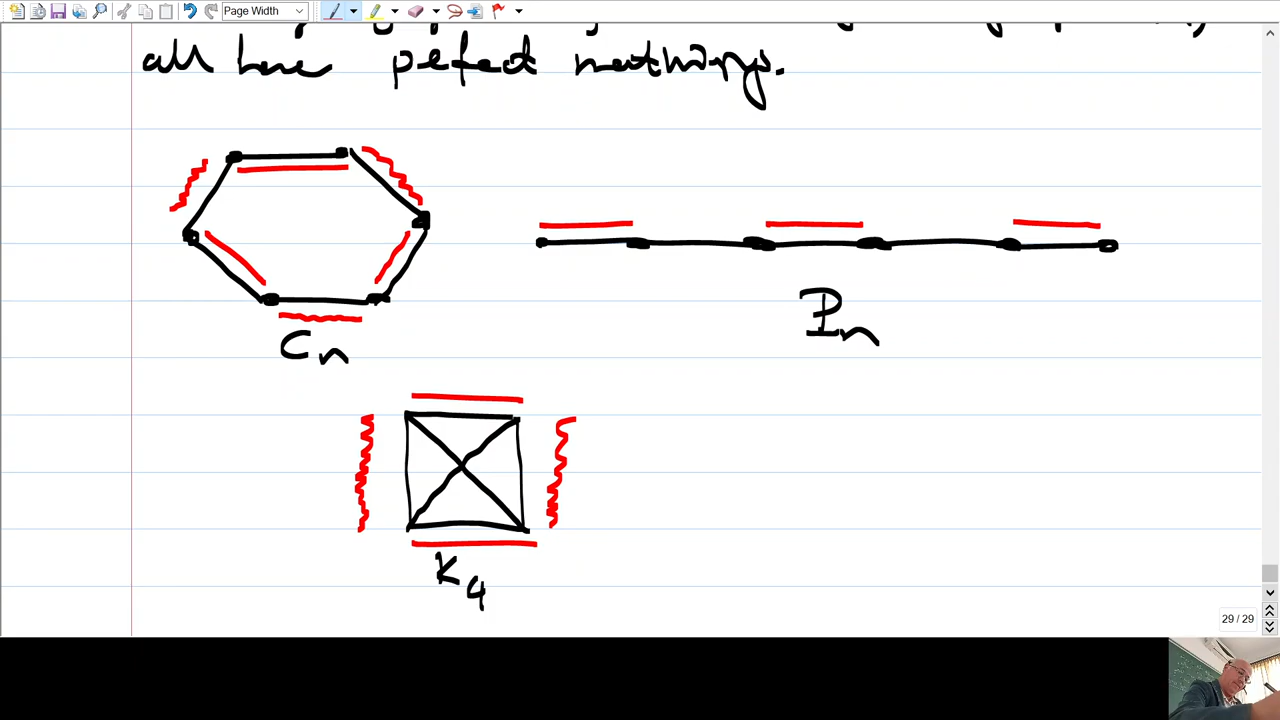 Page Width
all have perfect matchings.
Cn
Pn
K4
29 / 29